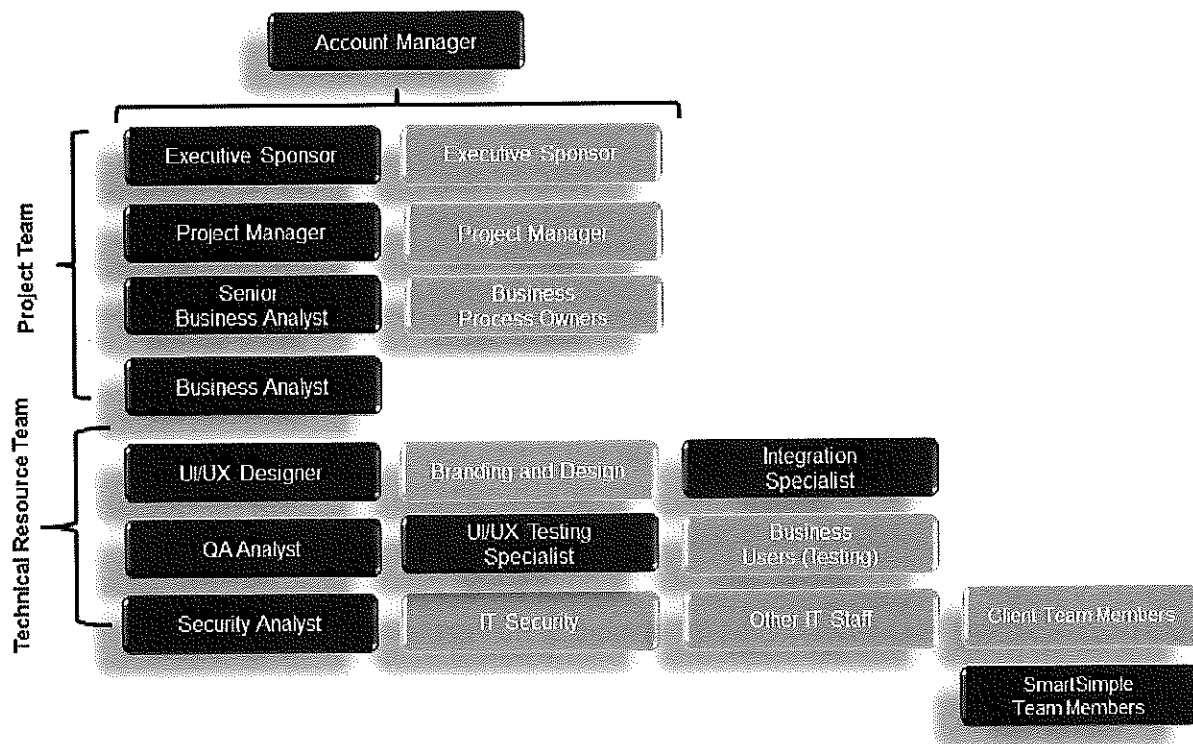 Account Manager
Project Team
Executive Sponsor
Executive Sponsor
Project Manager
Project Manager
Senior
Business Analyst
Business
Process Owners
Business Analyst
Technical Resource Team
UI/UX Designer
Branding and Design
Integration
Specialist
QA Analyst
UI/UX Testing
Specialist
Business
Users (Testing)
Security Analyst
IT Security
Other IT Staff
Client Team Members
SmartSimple
Team Members